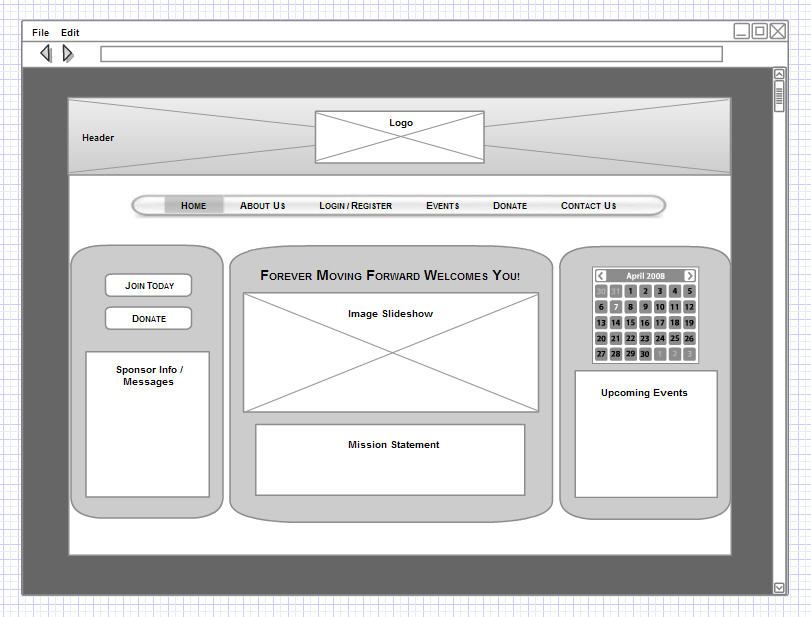 File Edit
Logo
Header
HOME ABOUT US LOGIN / REGISTER EVENTS DONATE CONTACT US
JOIN TODAY
DONATE
Sponsor Info /
Messages
FOREVER MOVING FORWARD WELCOMES YOU!
Image Slideshow
Mission Statement
April 2008
30 31 1 2 3 4 5
6 7 8 9 10 11 12
13 14 15 16 17 18 19
20 21 22 23 24 25 26
27 28 29 30 1 2 3
Upcoming Events